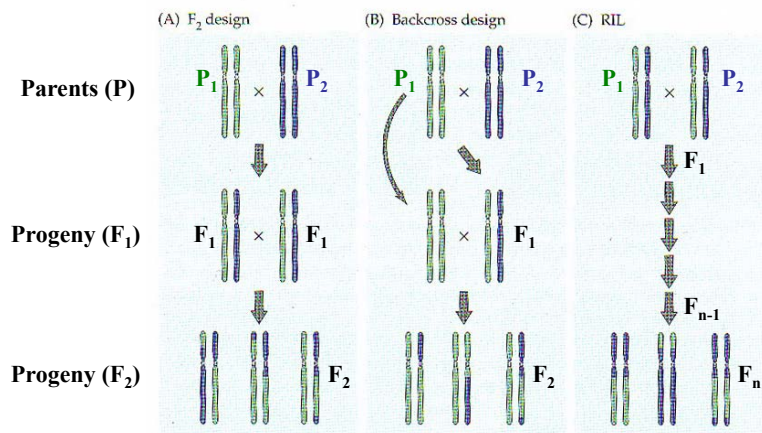 (A) F₂ design
(B) Backcross design
(C) RIL
Parents (P)
P₁ × P₂
P₁ × P₂
P₁ × P₂
F₁
Progeny (F₁)
F₁ × F₁
× F₁
Fₙ₋₁
Progeny (F₂)
F₂
F₂
Fₙ